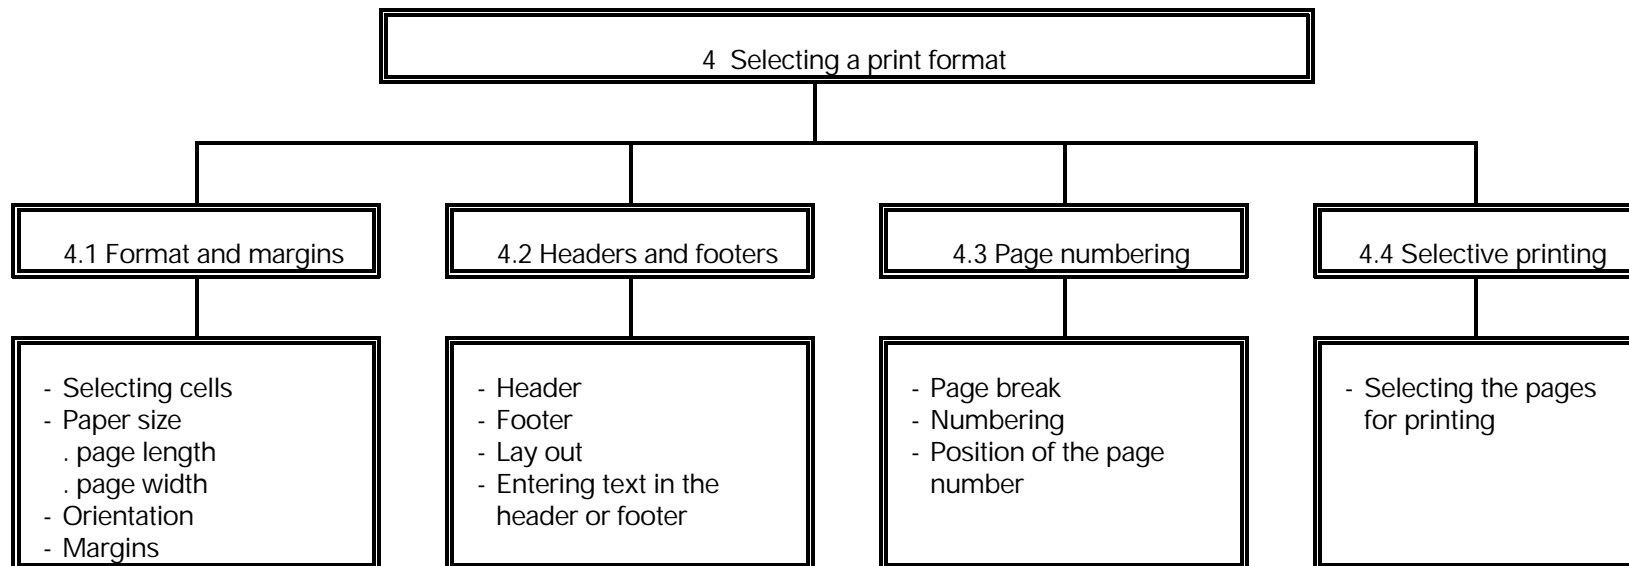 4 Selecting a print format
4.1 Format and margins
4.2 Headers and footers
4.3 Page numbering
4.4 Selective printing
- Selecting cells
- Paper size
. page length
. page width
- Orientation
- Margins
- Header
- Footer
- Lay out
- Entering text in the
header or footer
- Page break
- Numbering
- Position of the page
number
- Selecting the pages
for printing